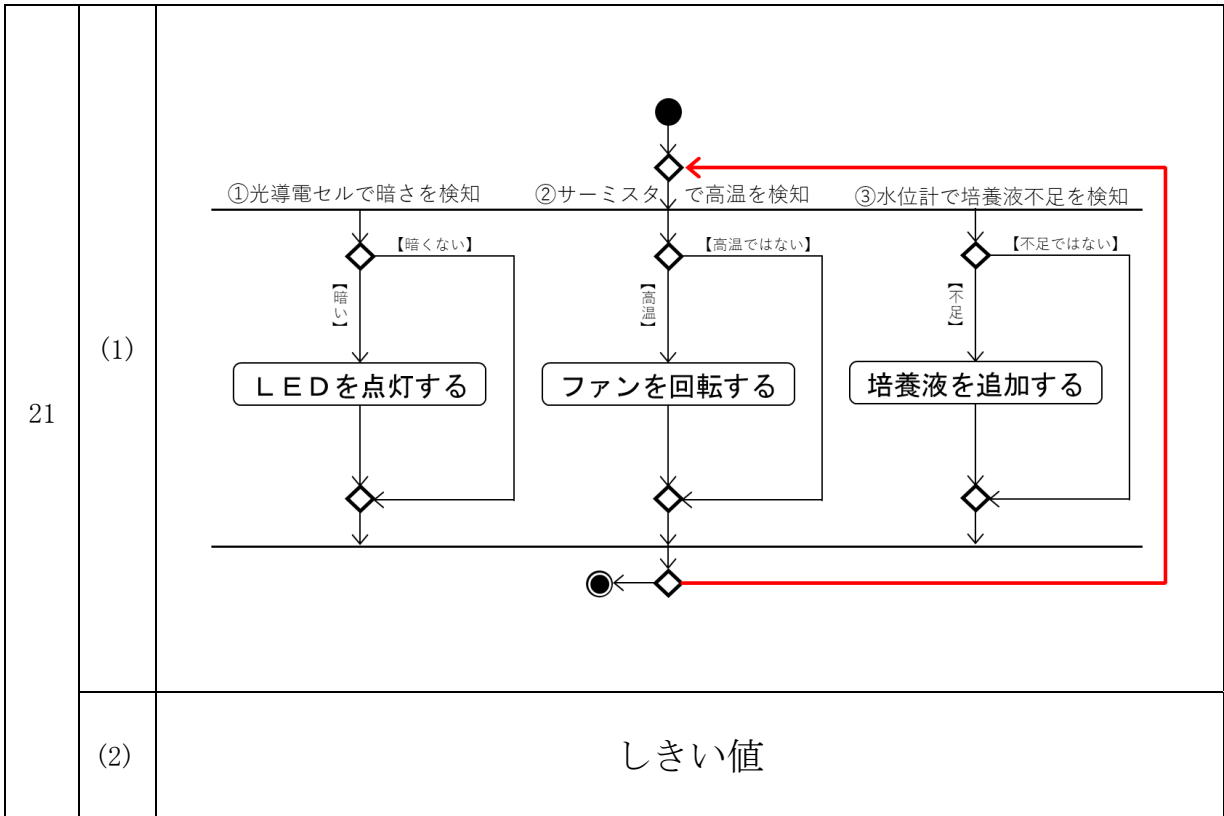 ①光導電セルで暗さを検知
②サーミスタ で高温を検知
③水位計で培養液不足を検知
【暗くない】
【高温ではない】
【不足ではない】
【暗い】
【高温】
【不足】
(1)
LEDを点灯する
ファンを回転する
培養液を追加する
21
(2)
しきい値